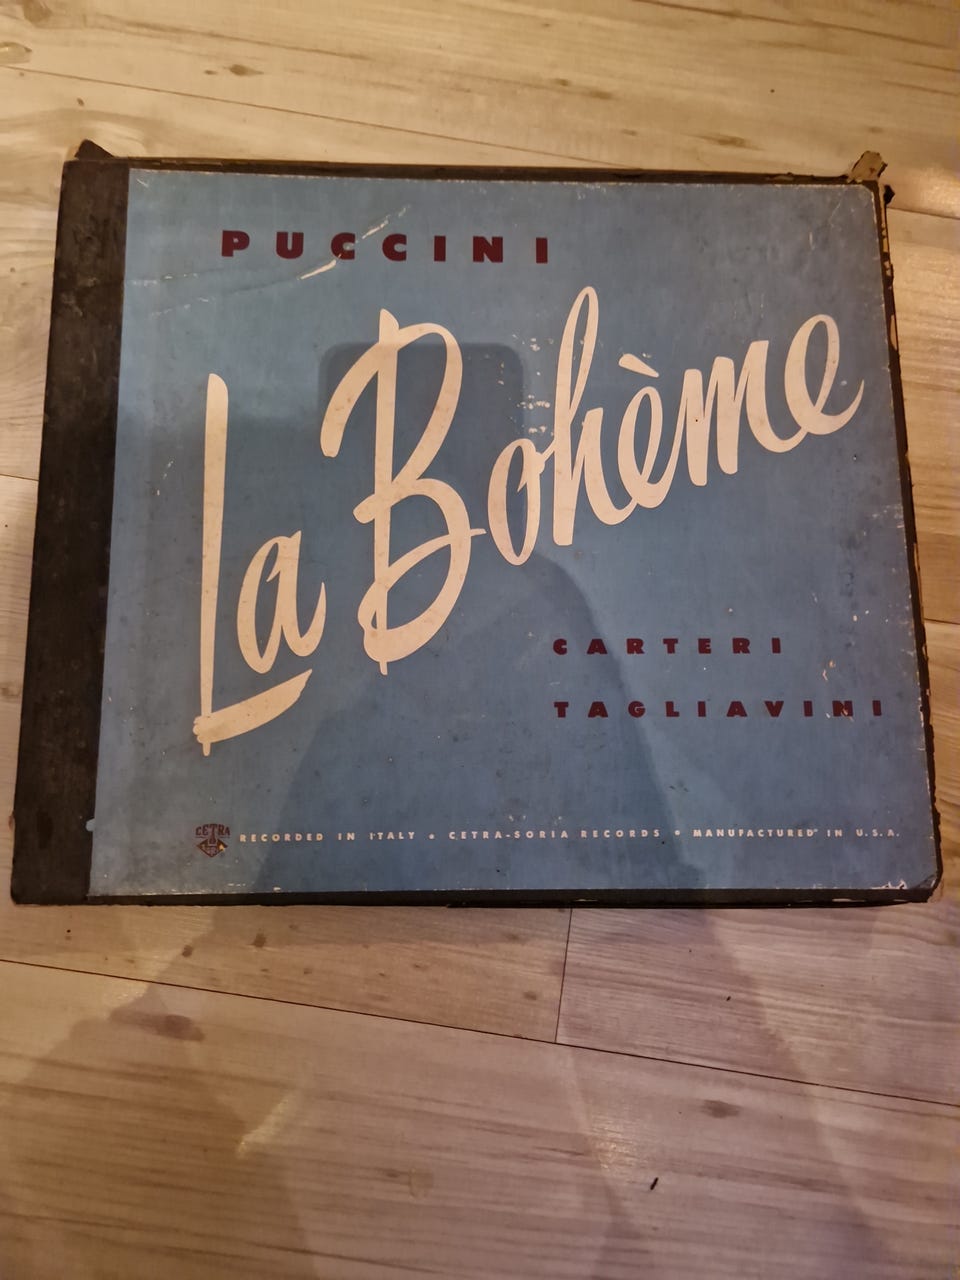 PUCCINI
La Bohème
CARTERI
TAGLIAVINI
CETRA
RECORDED IN ITALY • CETRA-SORIA RECORDS • MANUFACTURED IN U.S.A.